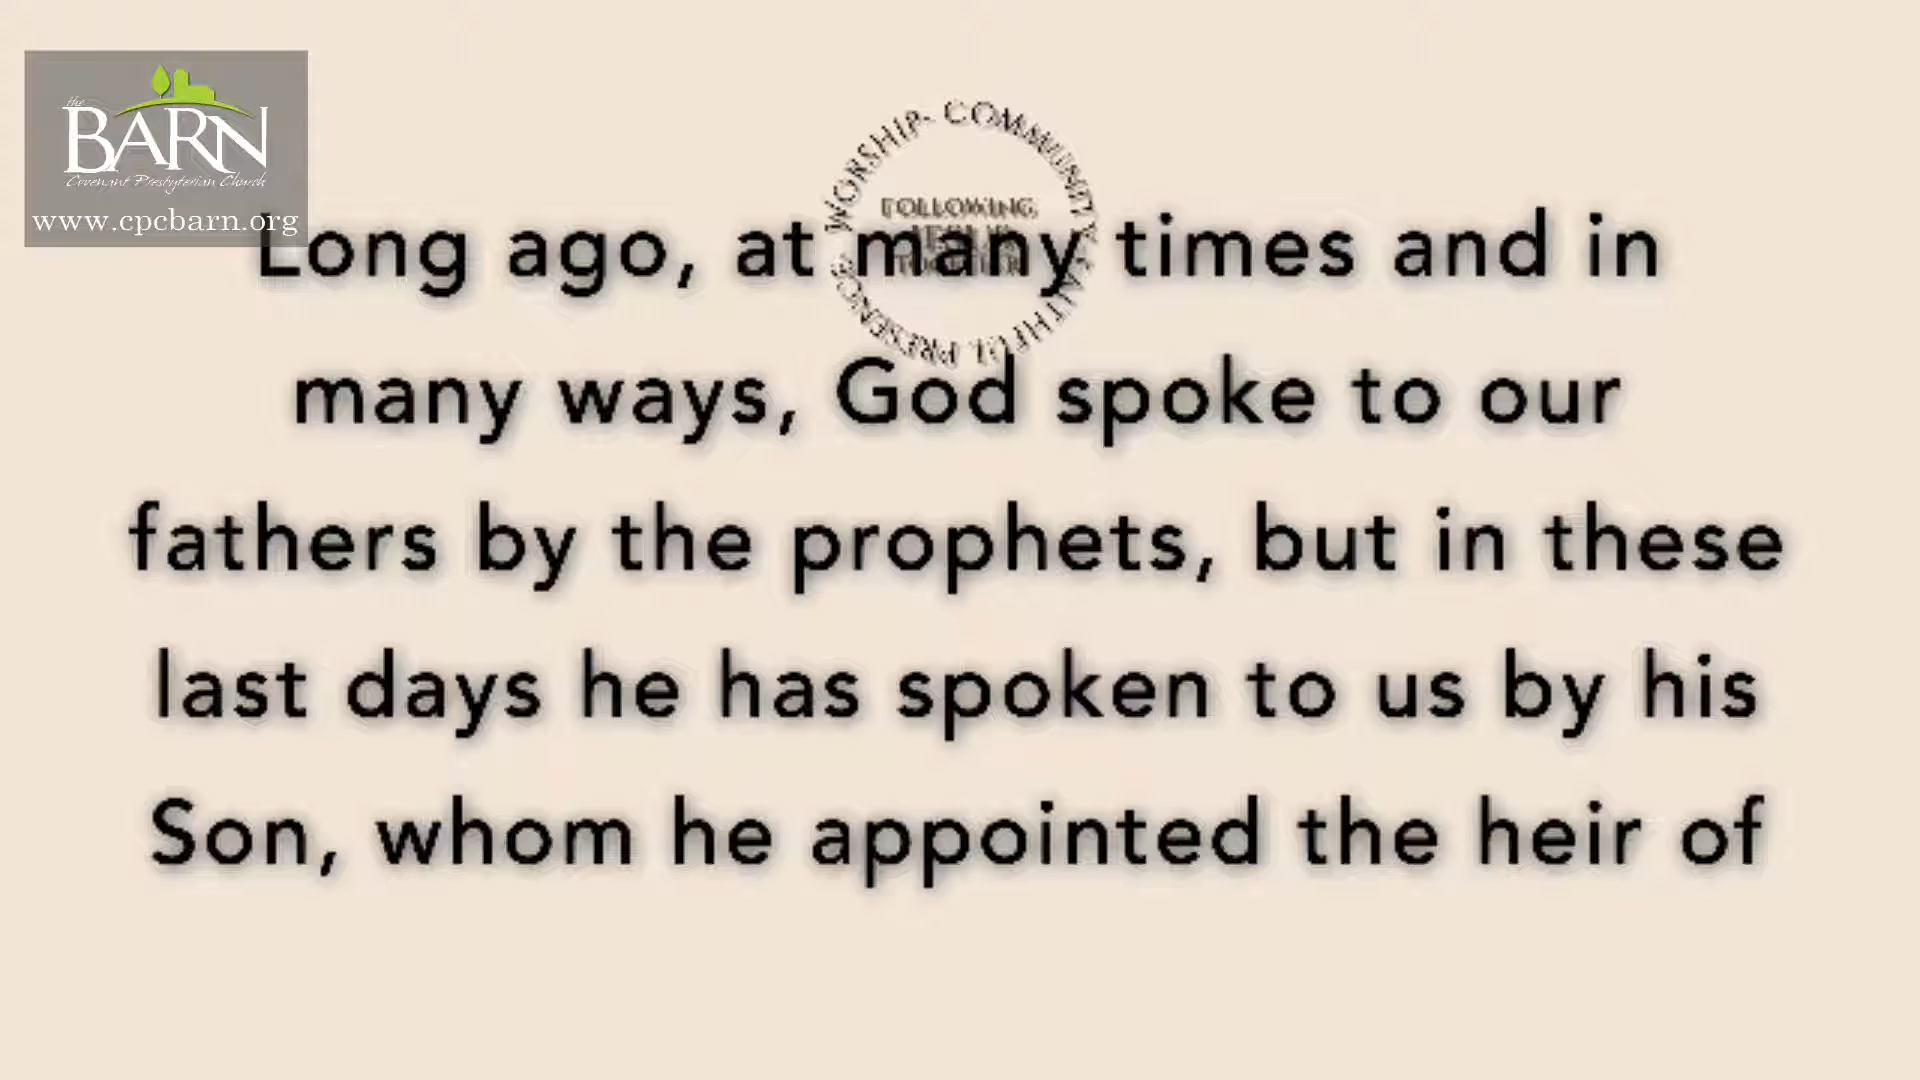 the
BARN
Covenant Presbyterian Church
www.cpcbarn.org
WORSHIP - COMMUNITY - FAITHFUL PRESENCE
FOLLOWING
JESUS
TOGETHER
Long ago, at many times and in
many ways, God spoke to our
fathers by the prophets, but in these
last days he has spoken to us by his
Son, whom he appointed the heir of